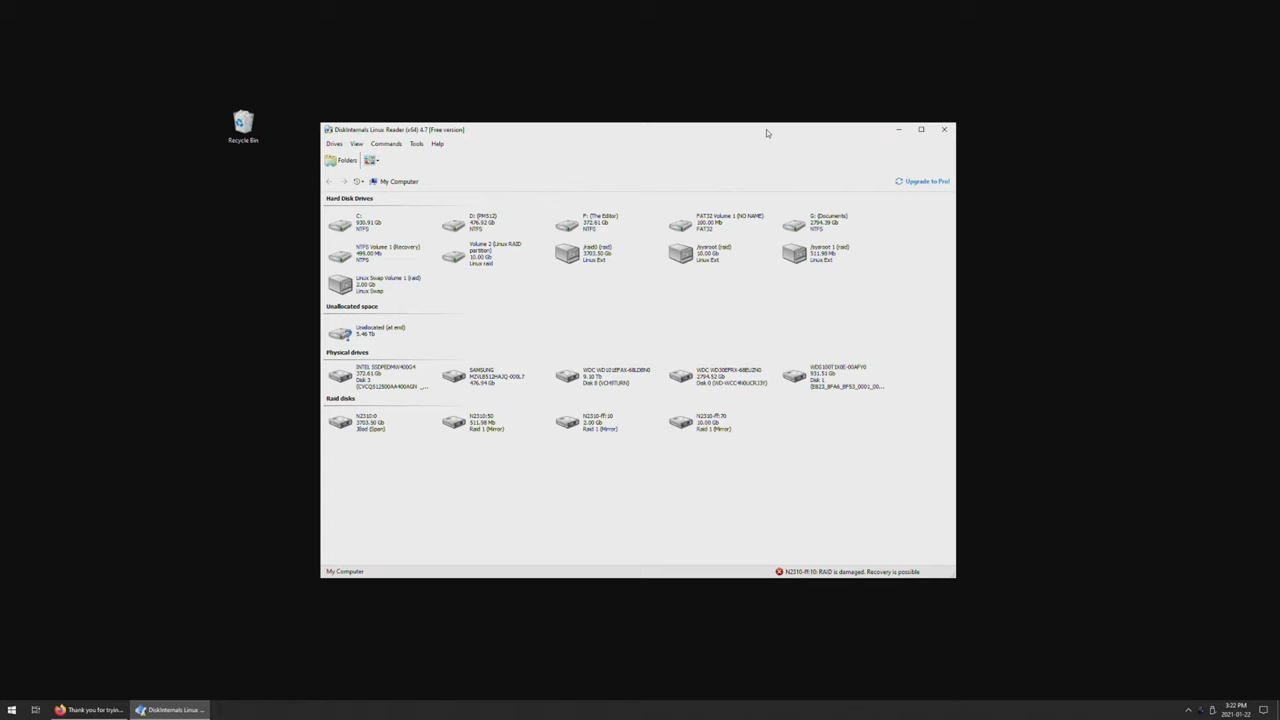 Recycle Bin
DiskInternals Linux Reader (x64) 4.7 [Free version]
Drives View Commands Tools Help
Folders
My Computer
Upgrade to Pro!
Hard Disk Drives
C:
930.91 Gb
NTFS
D: (PM512)
476.92 Gb
NTFS
F: (The Editor)
372.61 Gb
NTFS
FAT32 Volume 1 (NO NAME)
100.00 Mb
FAT32
G: (Documents)
2794.39 Gb
NTFS
NTFS Volume 1 (Recovery)
499.00 Mb
NTFS
Volume 2 (Linux RAID
partition)
10.00 Gb
Linux raid
/raid0 (raid)
3703.50 Gb
Linux Ext
/sysroot (raid)
10.00 Gb
Linux Ext
/sysroot 1 (raid)
511.98 Mb
Linux Ext
Linux Swap Volume 1 (raid)
2.00 Gb
Linux Swap
Unallocated space
Unallocated (at end)
5.46 Tb
Physical drives
INTEL SSDPEDMW400G4
372.61 Gb
Disk 3
SAMSUNG
MZVLB512HAJQ-000L7
476.94 Gb
WDC WD101EFAX-68LDBN0
9.10 Tb
Disk 8 (VCH9TURN)
WDC WD30EFRX-68EUZN0
2794.52 Gb
Disk 0 (WD-WCC4N0UCRJ3Y)
WDS100T1X0E-00AFY0
931.51 Gb
Disk 1
Raid disks
N2310:0
3703.50 Gb
JBod (Span)
N2310:50
511.98 Mb
Raid 1 (Mirror)
N2310-ff:10
2.00 Gb
Raid 1 (Mirror)
N2310-ff:70
10.00 Gb
Raid 1 (Mirror)
My Computer
N2310-ff:10: RAID is damaged. Recovery is possible
Thank you for tryin...
DiskInternals Linux ...
3:22 PM
2021-01-22